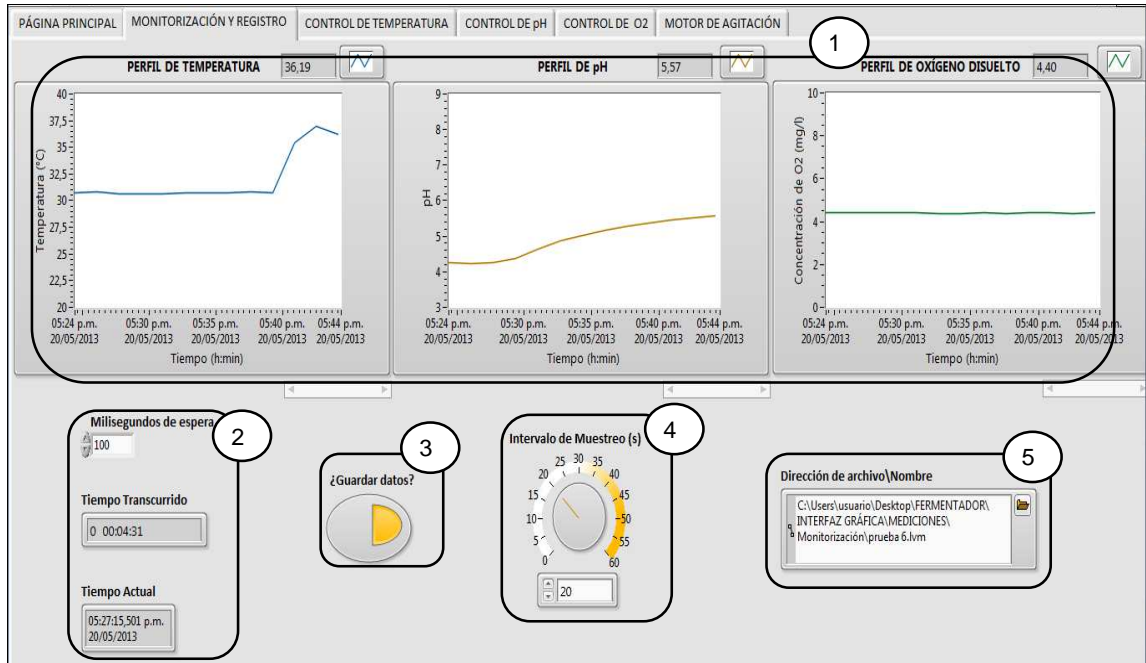 PÁGINA PRINCIPAL
MONITORIZACIÓN Y REGISTRO
CONTROL DE TEMPERATURA
CONTROL DE pH
CONTROL DE O2
MOTOR DE AGITACIÓN
1
PERFIL DE TEMPERATURA 36,19
40
37,5
35
32,5
30
27,5
25
22,5
20
Temperatura (°C)
05:24 p.m. 05:30 p.m. 05:35 p.m. 05:40 p.m. 05:44 p.m.
20/05/2013 20/05/2013 20/05/2013 20/05/2013 20/05/2013
Tiempo (h:min)
PERFIL DE pH 5,57
9
8
7
6
5
4
3
pH
05:24 p.m. 05:30 p.m. 05:35 p.m. 05:40 p.m. 05:44 p.m.
20/05/2013 20/05/2013 20/05/2013 20/05/2013 20/05/2013
Tiempo (h:min)
PERFIL DE OXÍGENO DISUELTO 4,40
10
8
6
4
2
0
Concentración de O2 (mg/l)
05:24 p.m. 05:30 p.m. 05:35 p.m. 05:40 p.m. 05:44 p.m.
20/05/2013 20/05/2013 20/05/2013 20/05/2013 20/05/2013
Tiempo (h:min)
Milisegundos de espera
2
100
Tiempo Transcurrido
0 00:04:31
Tiempo Actual
05:27:15,501 p.m.
20/05/2013
3
¿Guardar datos?
4
Intervalo de Muestreo (s)
0
5
10
15
20
25
30
35
40
45
50
55
60
20
5
Dirección de archivo\Nombre
C:\Users\usuario\Desktop\FERMENTADOR\
INTERFAZ GRÁFICA\MEDICIONES\
Monitorización\prueba 6.lvm